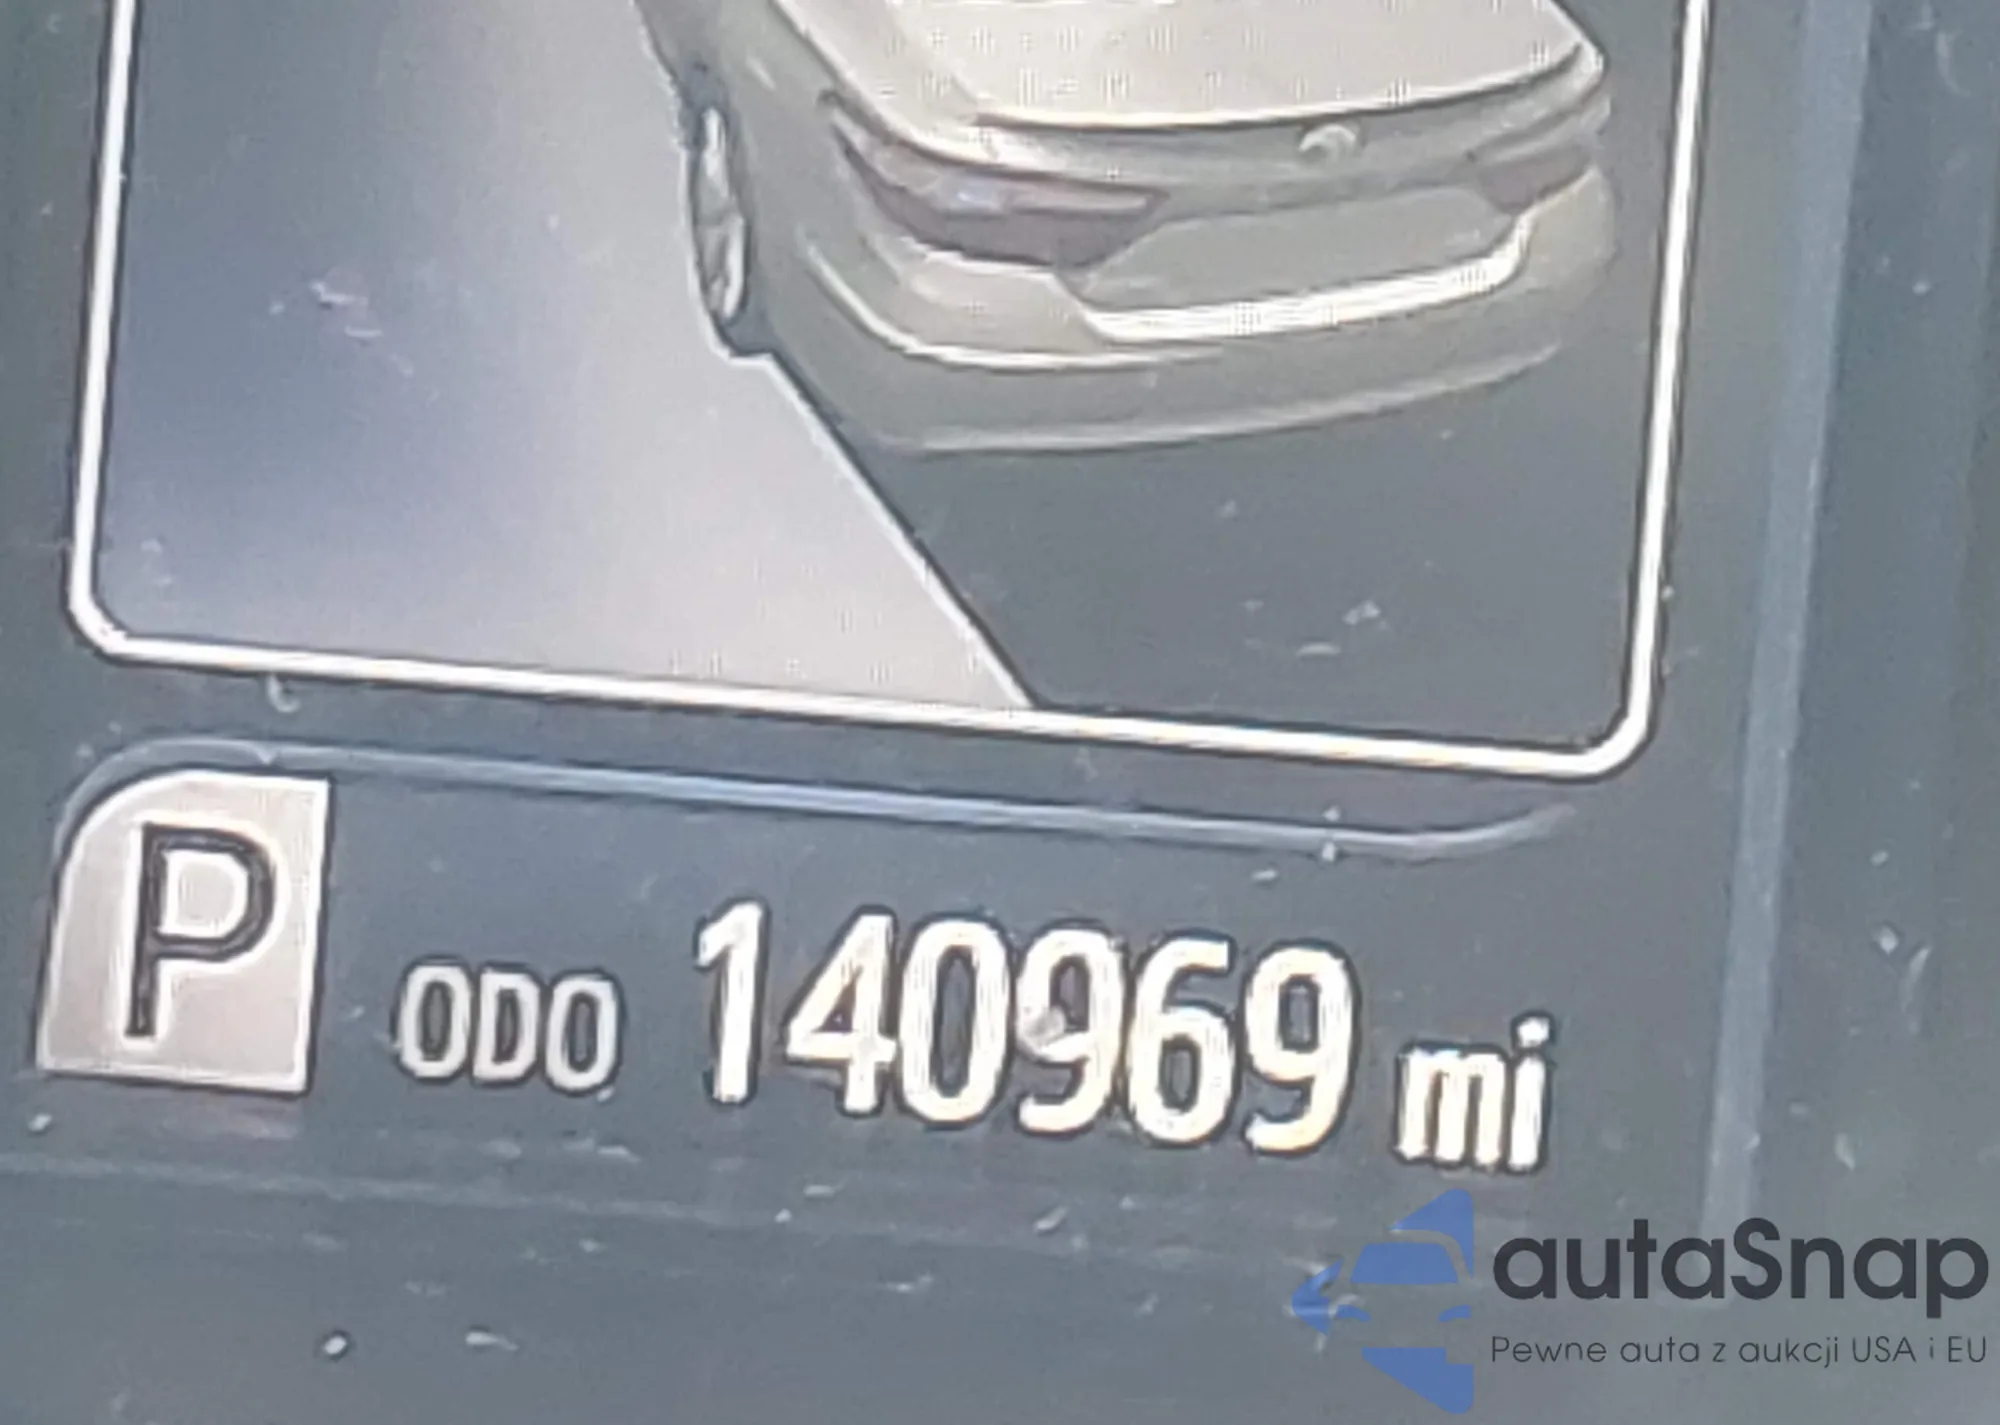 P ODO 140969 mi
autaSnap
Pewne auta z aukcji USA i EU